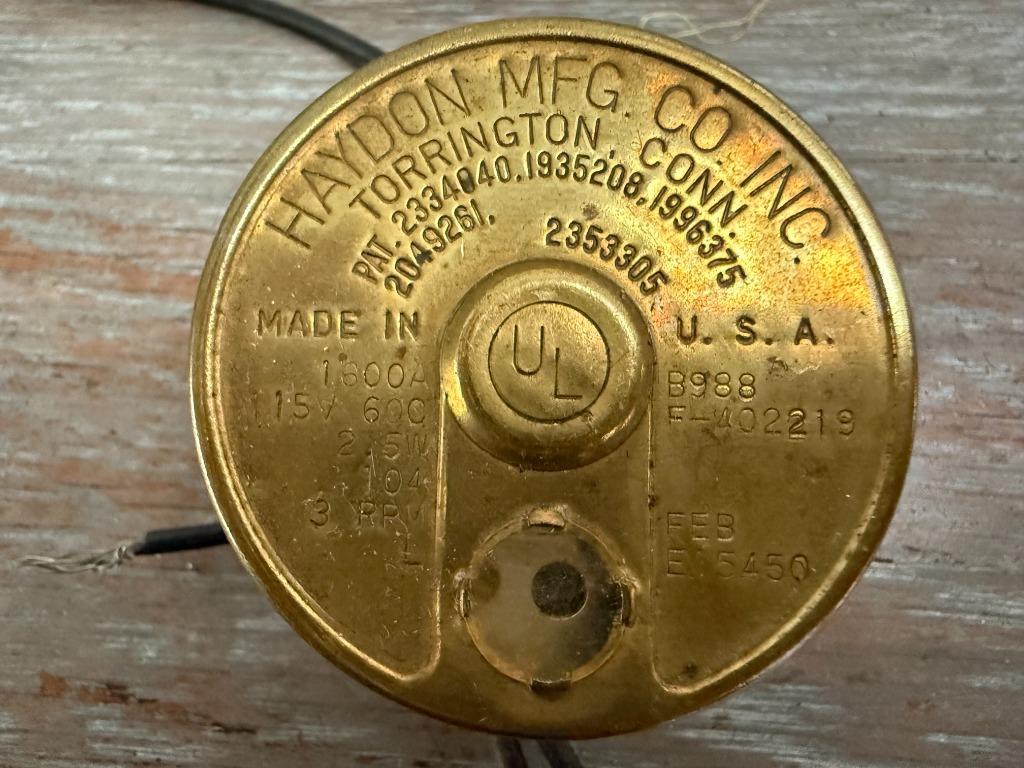 HAYDON MFG. CO. INC.
TORRINGTON, CONN.
PAT. 2334040.1935208.1996375
2049261. 2353305
MADE IN U. S. A.
UL
1600A
115V 60C
2.5W
104
3 RPM
L
B988
F-402219
FEB
E 5450